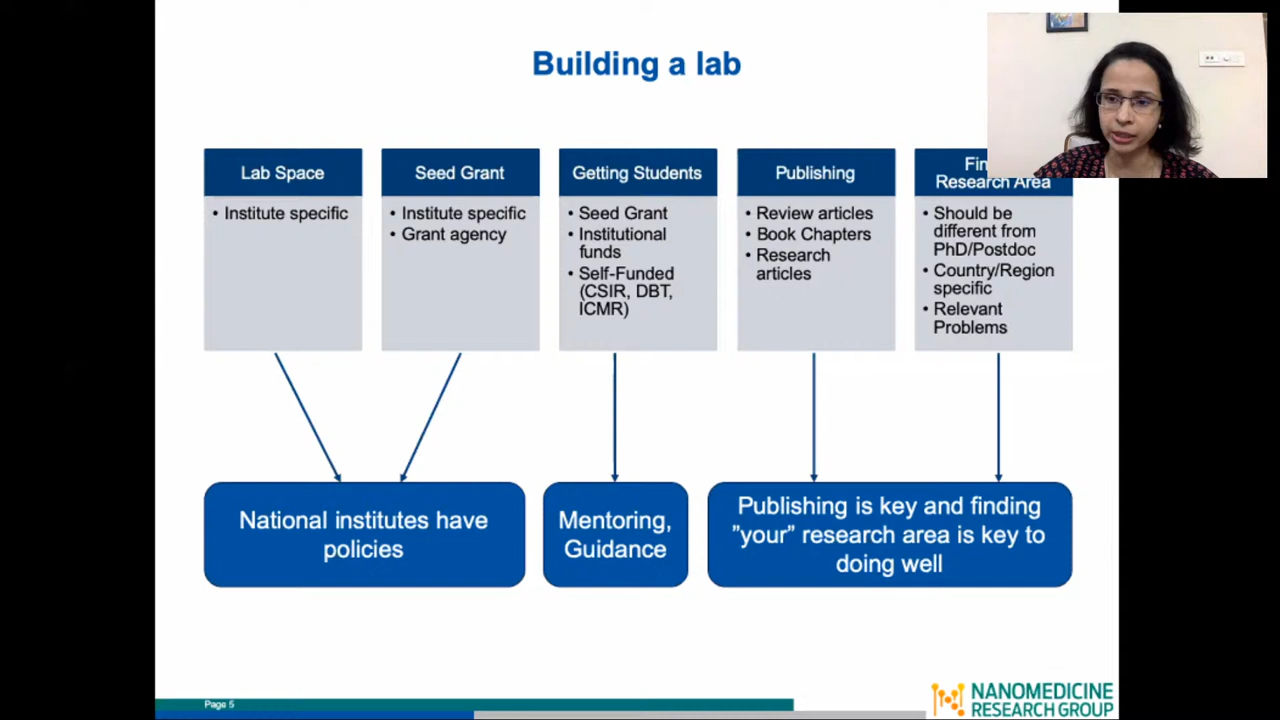 Building a lab
Lab Space
• Institute specific
Seed Grant
• Institute specific
• Grant agency
Getting Students
• Seed Grant
• Institutional
funds
• Self-Funded
(CSIR, DBT,
ICMR)
Publishing
• Review articles
• Book Chapters
• Research
articles
Research Area
• Should be
different from
PhD/Postdoc
• Country/Region
specific
• Relevant
Problems
National institutes have
policies
Mentoring,
Guidance
Publishing is key and finding
”your” research area is key to
doing well
Page 5
NANOMEDICINE
RESEARCH GROUP